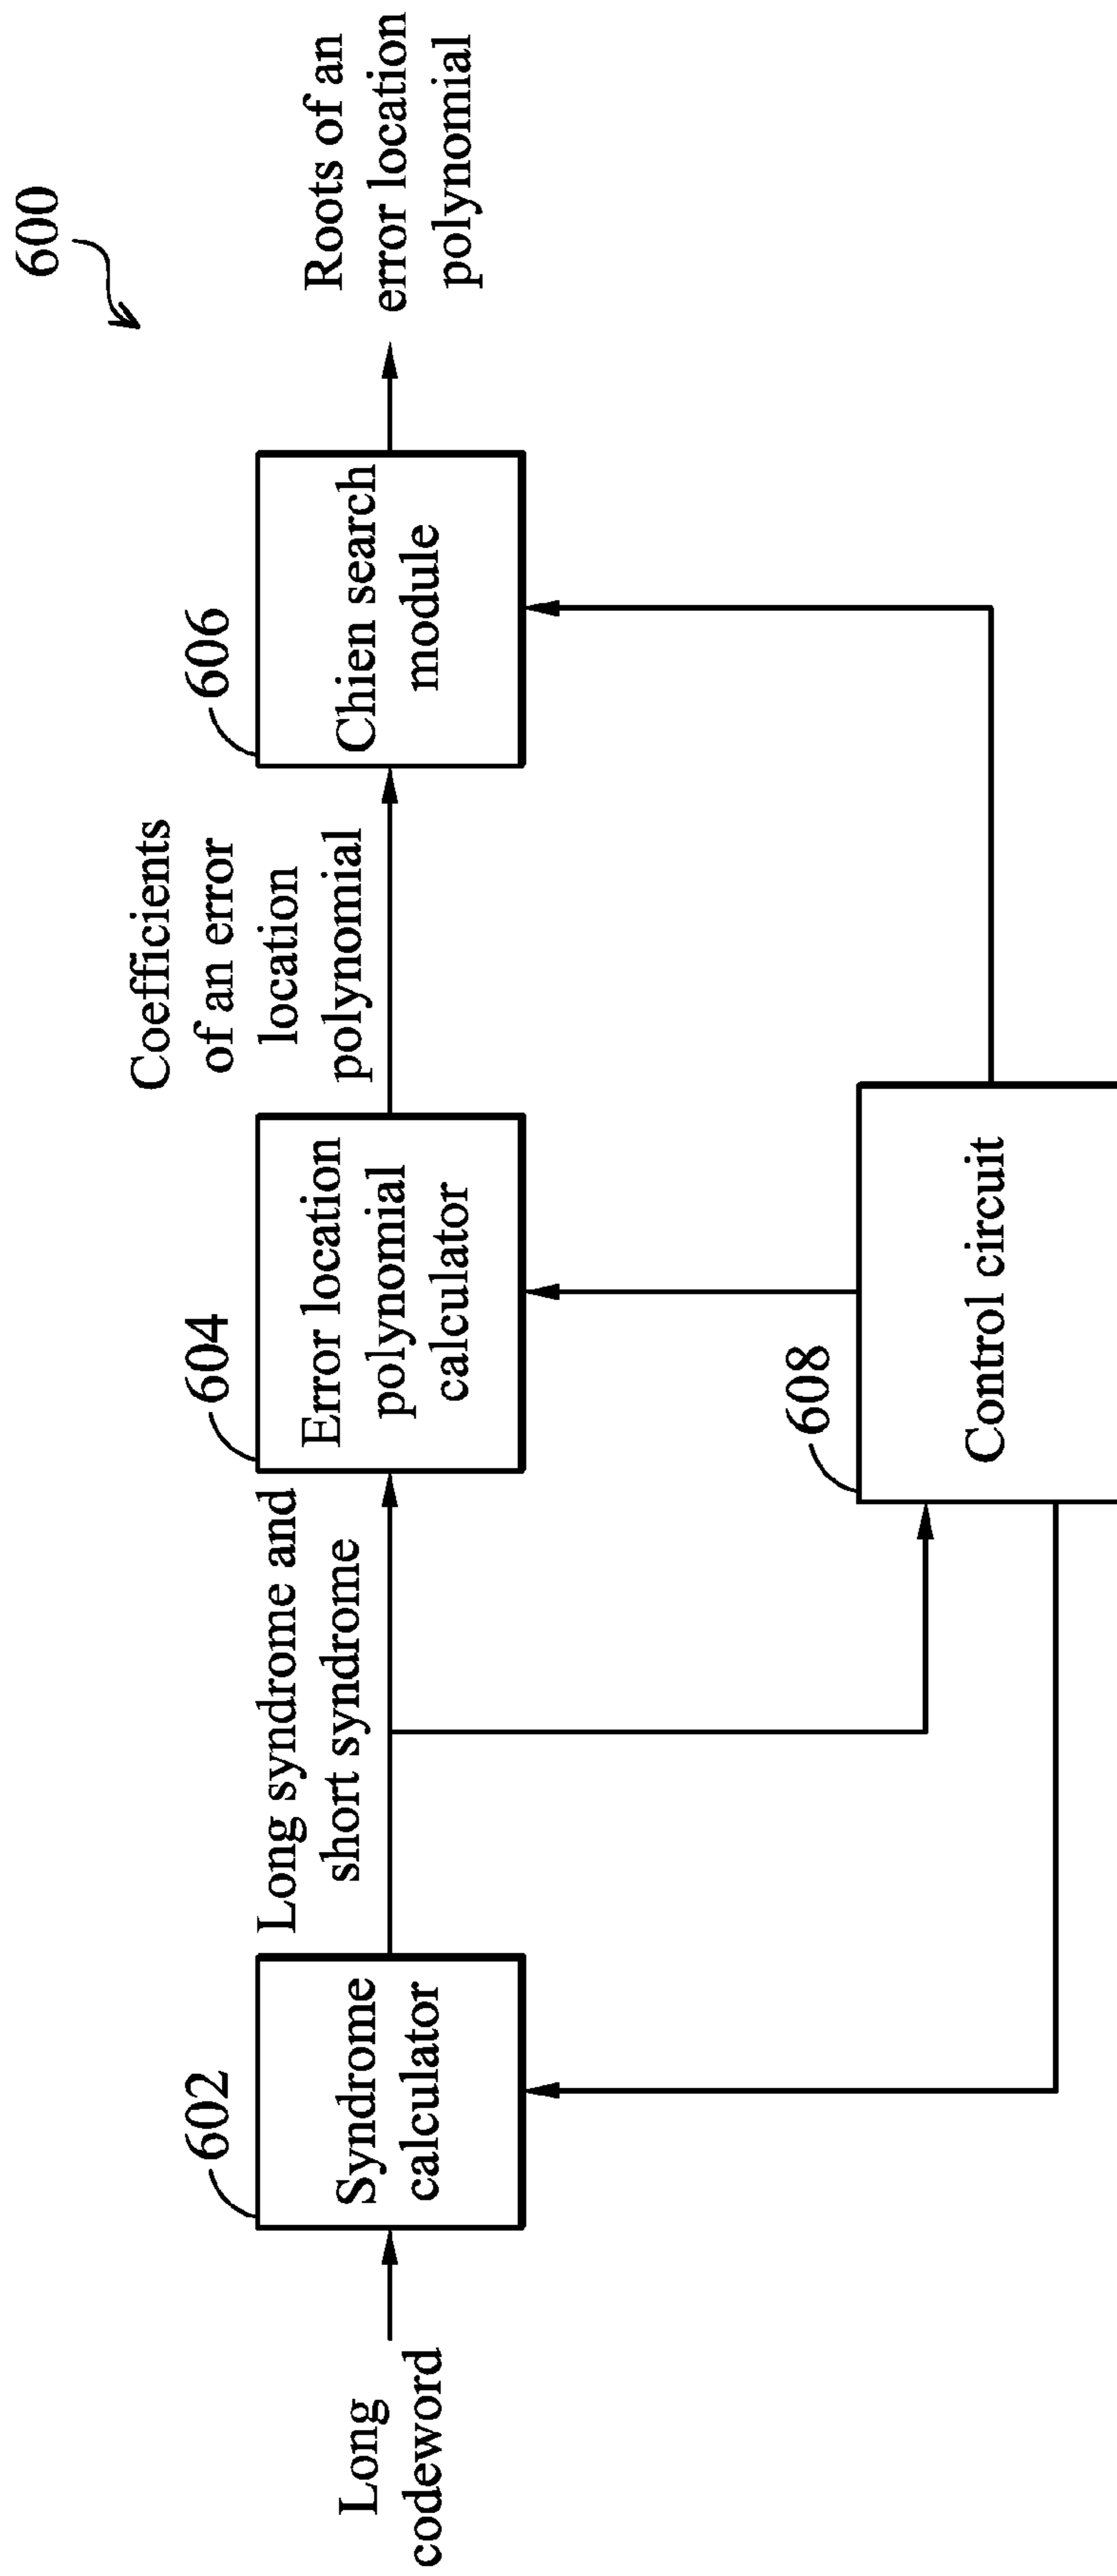 600
Long
codeword
602
Syndrome
calculator
Long syndrome and
short syndrome
604
Error location
polynomial
calculator
Coefficients
of an error
location
polynomial
606
Chien search
module
Roots of an
error location
polynomial
608
Control circuit